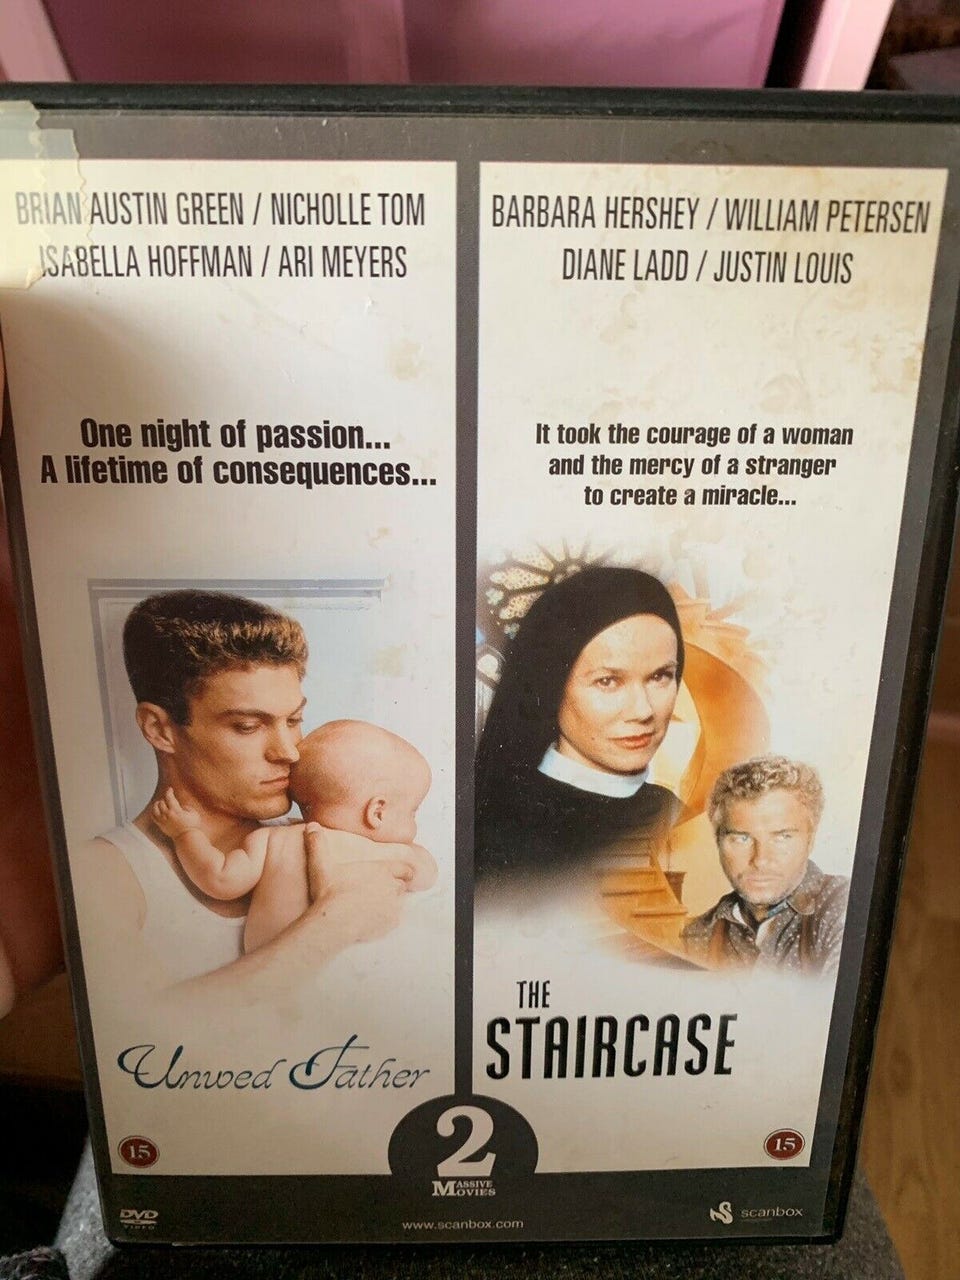 BRIAN AUSTIN GREEN / NICHOLLE TOM
ISABELLA HOFFMAN / ARI MEYERS
One night of passion...
A lifetime of consequences...
Unwed Father
15
BARBARA HERSHEY / WILLIAM PETERSEN
DIANE LADD / JUSTIN LOUIS
It took the courage of a woman
and the mercy of a stranger
to create a miracle...
THE
STAIRCASE
15
2
MASSIVE
MOVIES
DVD
VIDEO
www.scanbox.com
scanbox